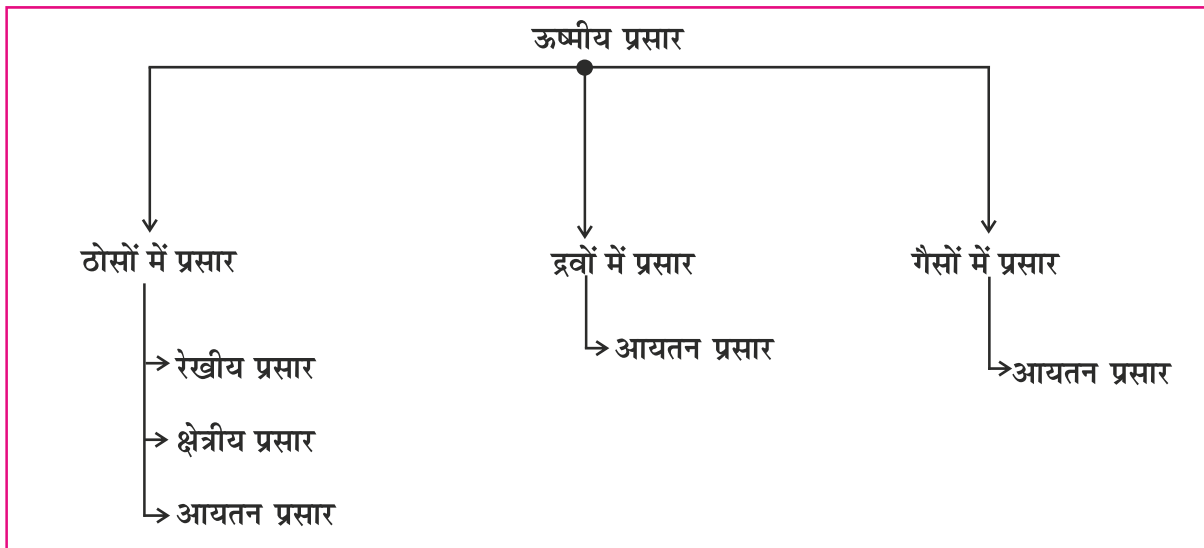 ऊष्मीय प्रसार
ठोसों में प्रसार
द्रवों में प्रसार
गैसों में प्रसार
रेखीय प्रसार
क्षेत्रीय प्रसार
आयतन प्रसार
आयतन प्रसार
आयतन प्रसार